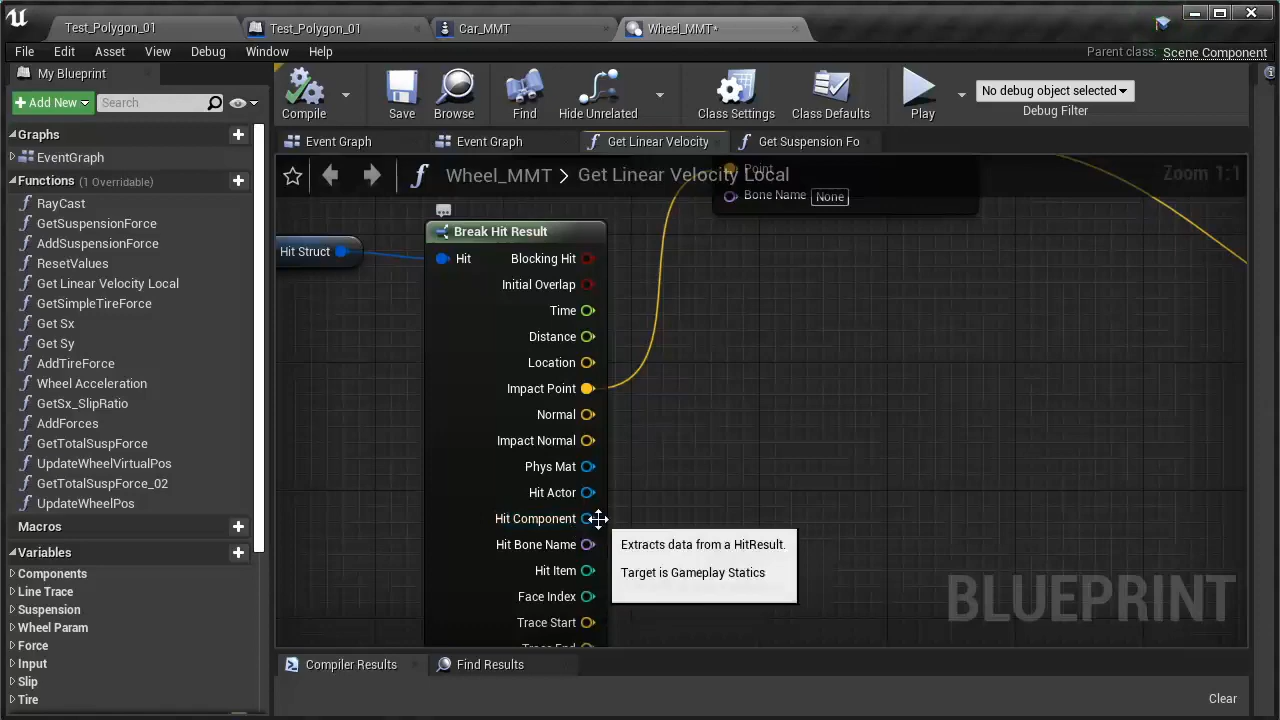 Test_Polygon_01
Test_Polygon_01
Car_MMT
Wheel_MMT*
File Edit Asset View Debug Window Help
Parent class: Scene Component
My Blueprint
Add New
Search
Compile
Save
Browse
Find
Hide Unrelated
Class Settings
Class Defaults
Play
No debug object selected
Debug Filter
Event Graph
Event Graph
Get Linear Velocity
Get Suspension Fo
Wheel_MMT > Get Linear Velocity Local
Zoom 1:1
Graphs
EventGraph
Functions (1 Overridable)
RayCast
GetSuspensionForce
AddSuspensionForce
ResetValues
Get Linear Velocity Local
GetSimpleTireForce
Get Sx
Get Sy
AddTireForce
Wheel Acceleration
GetSx_SlipRatio
AddForces
GetTotalSuspForce
UpdateWheelVirtualPos
GetTotalSuspForce_02
UpdateWheelPos
Macros
Variables
Components
Line Trace
Suspension
Wheel Param
Force
Input
Slip
Tire
Point
Bone Name None
Hit Struct
Break Hit Result
Hit
Blocking Hit
Initial Overlap
Time
Distance
Location
Impact Point
Normal
Impact Normal
Phys Mat
Hit Actor
Hit Component
Hit Bone Name
Hit Item
Face Index
Trace Start
Trace End
Extracts data from a HitResult.
Target is Gameplay Statics
BLUEPRINT
Compiler Results
Find Results
Clear